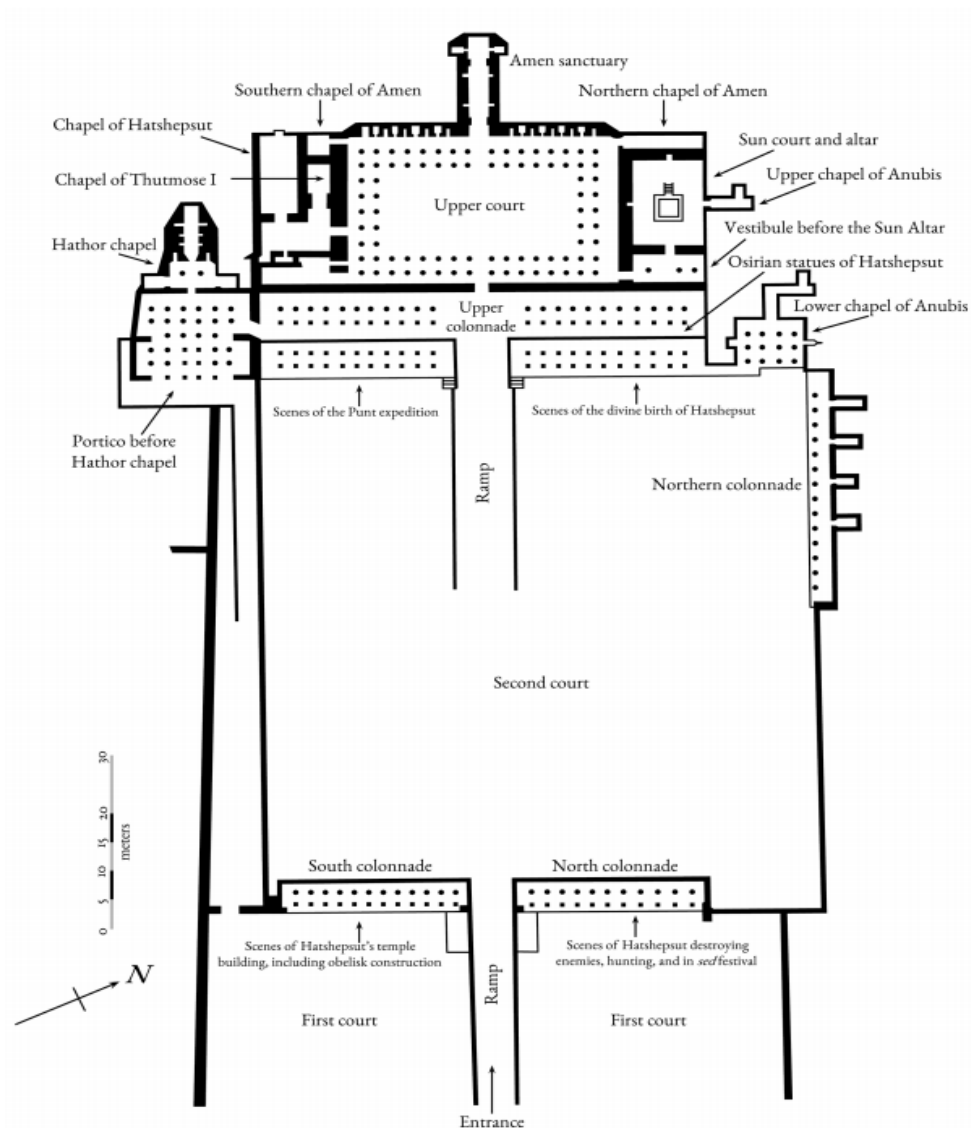 Amen sanctuary
Southern chapel of Amen
Northern chapel of Amen
Chapel of Hatshepsut
Sun court and altar
Chapel of Thutmose I
Upper chapel of Anubis
Upper court
Vestibule before the Sun Altar
Hathor chapel
Osirian statues of Hatshepsut
Upper
colonnade
Lower chapel of Anubis
Scenes of the Punt expedition
Scenes of the divine birth of Hatshepsut
Portico before
Hathor chapel
Ramp
Northern colonnade
Second court
30
20
15
10
5
0
meters
South colonnade
North colonnade
Scenes of Hatshepsut's temple
building, including obelisk construction
Scenes of Hatshepsut destroying
enemies, hunting, and in sed festival
N
Ramp
First court
First court
Entrance